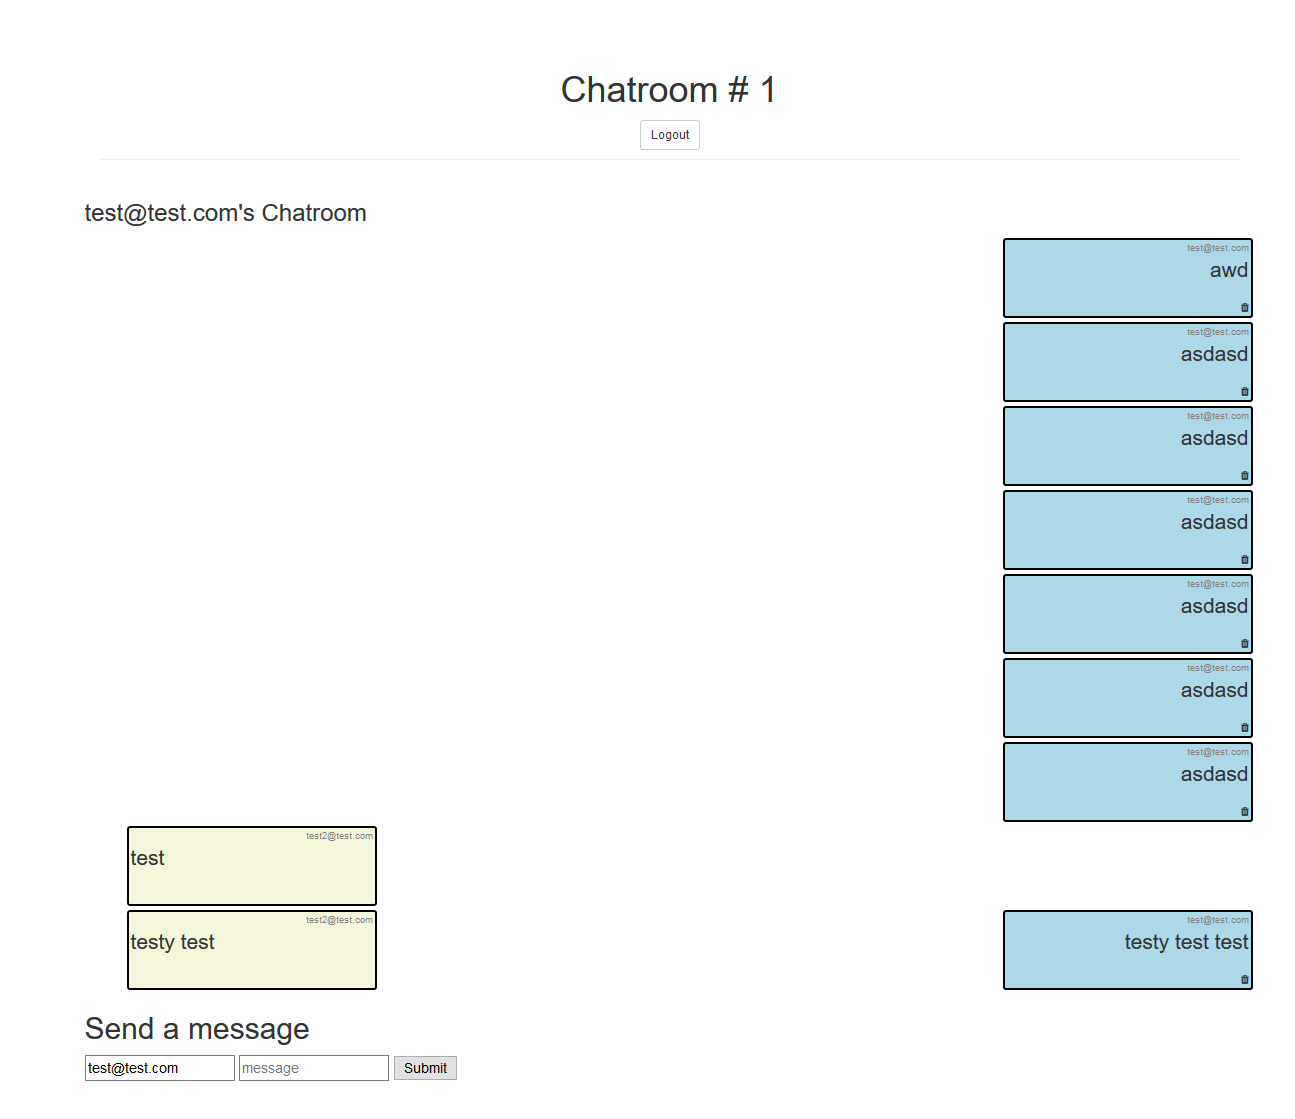 Chatroom # 1
Logout
test@test.com's Chatroom
test@test.com
awd
test@test.com
asdasd
test@test.com
asdasd
test@test.com
asdasd
test@test.com
asdasd
test@test.com
asdasd
test@test.com
asdasd
test2@test.com
test
test2@test.com
testy test
test@test.com
testy test test
Send a message
test@test.com message Submit